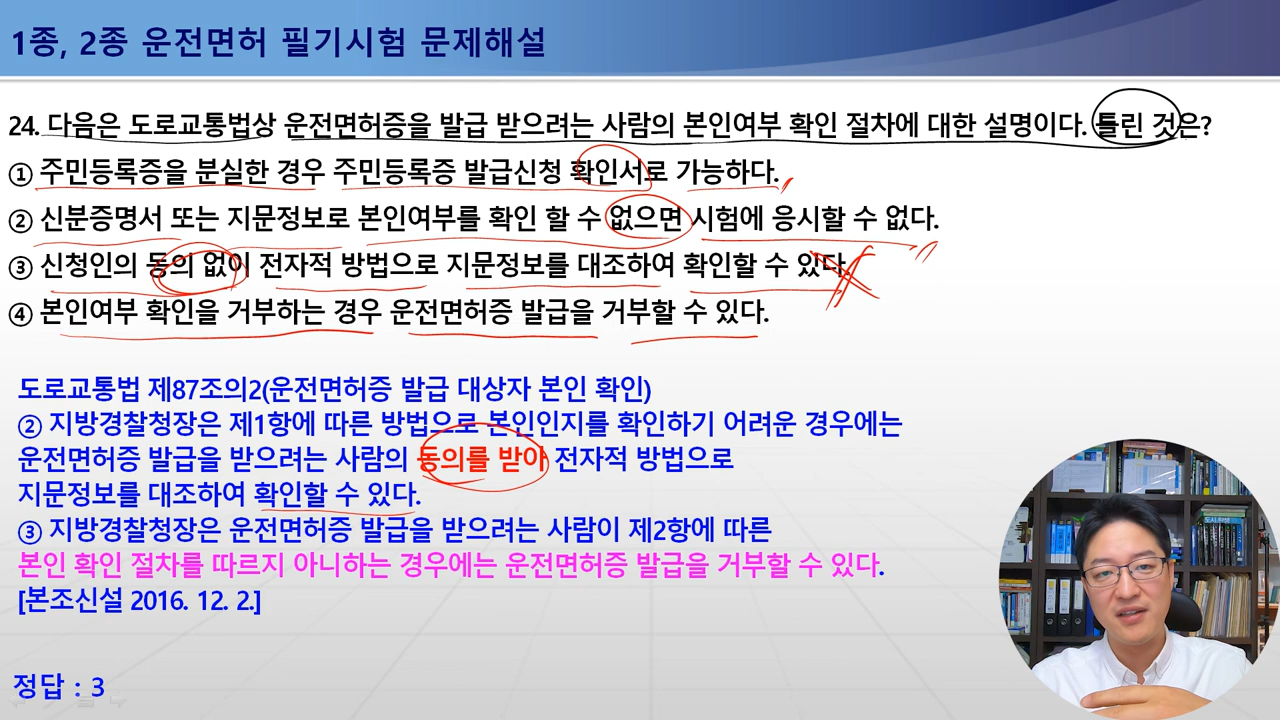 1종, 2종 운전면허 필기시험 문제해설
24. 다음은 도로교통법상 운전면허증을 발급 받으려는 사람의 본인여부 확인 절차에 대한 설명이다. 틀린 것은?
① 주민등록증을 분실한 경우 주민등록증 발급신청 확인서로 가능하다.
② 신분증명서 또는 지문정보로 본인여부를 확인 할 수 없으면 시험에 응시할 수 없다.
③ 신청인의 동의 없이 전자적 방법으로 지문정보를 대조하여 확인할 수 있다.
④ 본인여부 확인을 거부하는 경우 운전면허증 발급을 거부할 수 있다.
도로교통법 제87조의2(운전면허증 발급 대상자 본인 확인)
② 지방경찰청장은 제1항에 따른 방법으로 본인인지를 확인하기 어려운 경우에는
운전면허증 발급을 받으려는 사람의 동의를 받아 전자적 방법으로
지문정보를 대조하여 확인할 수 있다.
③ 지방경찰청장은 운전면허증 발급을 받으려는 사람이 제2항에 따른
본인 확인 절차를 따르지 아니하는 경우에는 운전면허증 발급을 거부할 수 있다.
[본조신설 2016. 12. 2.]
정답 : 3